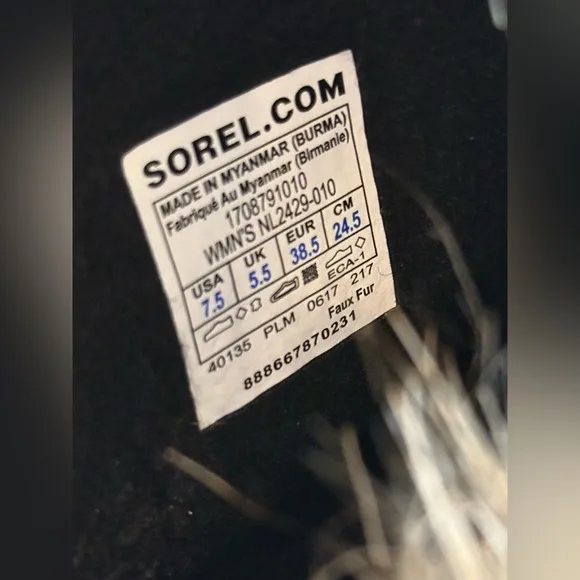 SOREL.COM
MADE IN MYANMAR (BURMA)
Fabriqué Au Myanmar (Birmanie)
1708791010
WMN'S NL2429-010
USA UK EUR CM
7.5 5.5 38.5 24.5
ECA-1
40135 PLM 0617 217
Faux Fur
888667870231